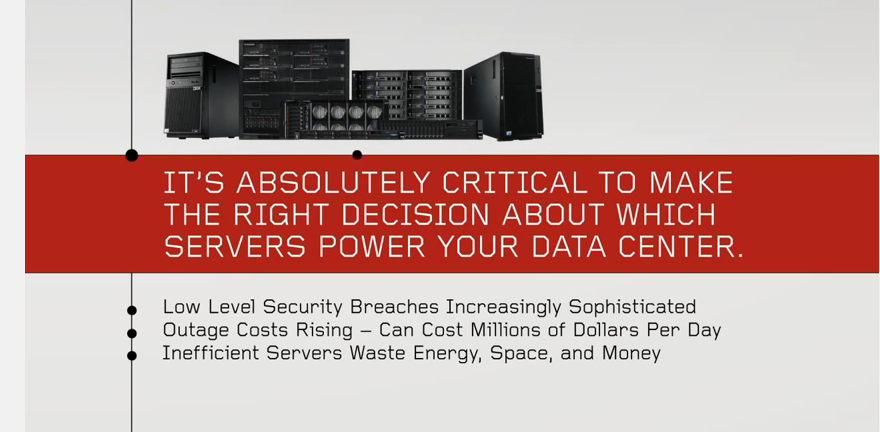 IT'S ABSOLUTELY CRITICAL TO MAKE
THE RIGHT DECISION ABOUT WHICH
SERVERS POWER YOUR DATA CENTER.
Low Level Security Breaches Increasingly Sophisticated
Outage Costs Rising – Can Cost Millions of Dollars Per Day
Inefficient Servers Waste Energy, Space, and Money